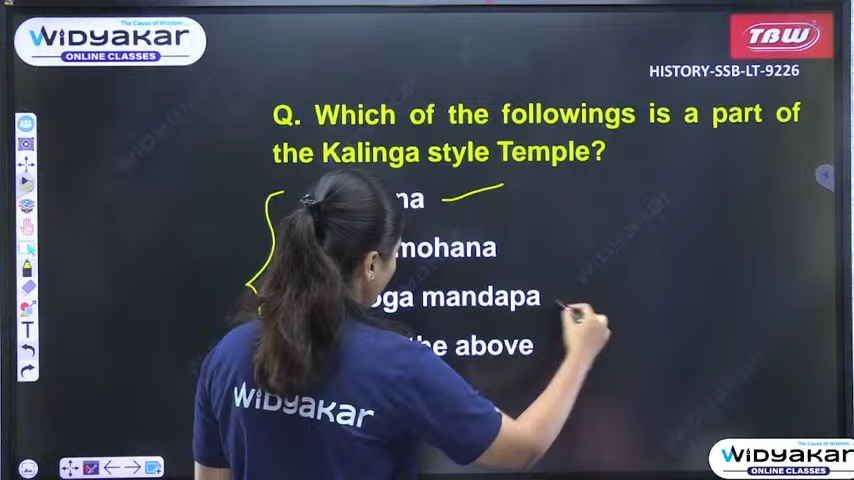 The Cause of Wisdom...
WIDYAKAR
ONLINE CLASSES
TBW
HISTORY-SSB-LT-9226
Q. Which of the followings is a part of
the Kalinga style Temple?
na
mohana
oga mandapa
the above
WIDYAKAR
T
The Cause of Wisdom...
WIDYAKAR
ONLINE CLASSES